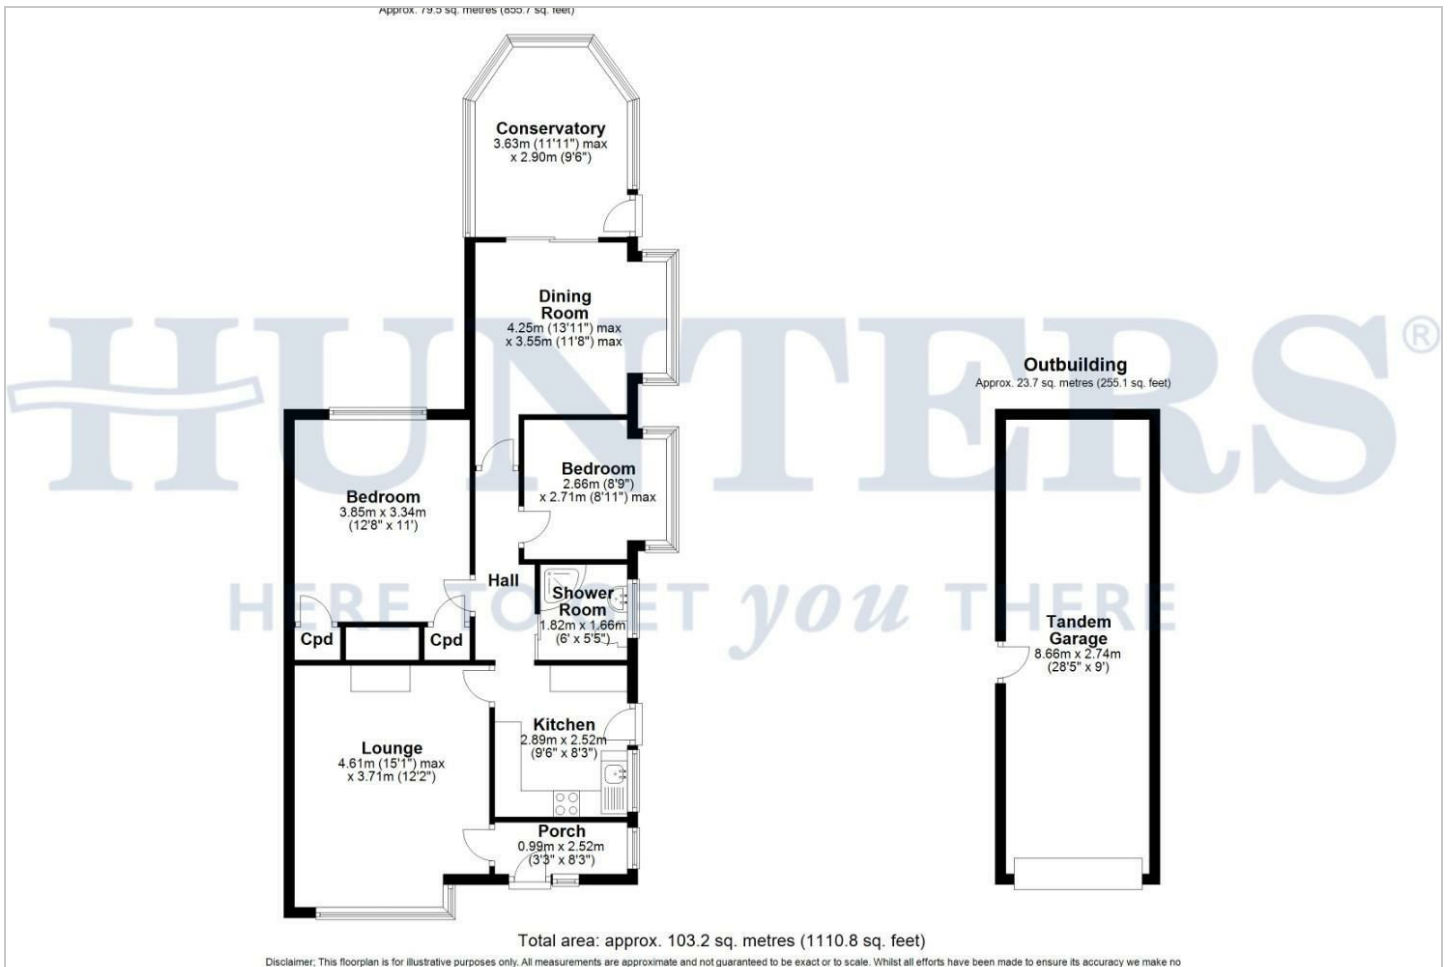 Approx. 79.5 sq. metres (855.7 sq. feet)
Conservatory
3.63m (11'11") max
x 2.90m (9'6")
Dining
Room
4.25m (13'11") max
x 3.55m (11'8") max
HUNTERS®
HERE TO GET you THERE
Bedroom
2.66m (8'9")
x 2.71m (8'11") max
Bedroom
3.85m x 3.34m
(12'8" x 11')
Hall
Shower
Room
1.82m x 1.66m
(6' x 5'5")
Cpd
Cpd
Kitchen
2.89m x 2.52m
(9'6" x 8'3")
Lounge
4.61m (15'1") max
x 3.71m (12'2")
Porch
0.99m x 2.52m
(3'3" x 8'3")
Outbuilding
Approx. 23.7 sq. metres (255.1 sq. feet)
Tandem
Garage
8.66m x 2.74m
(28'5" x 9')
Total area: approx. 103.2 sq. metres (1110.8 sq. feet)
Disclaimer; This floorplan is for illustrative purposes only. All measurements are approximate and not guaranteed to be exact or to scale. Whilst all efforts have been made to ensure its accuracy we make no